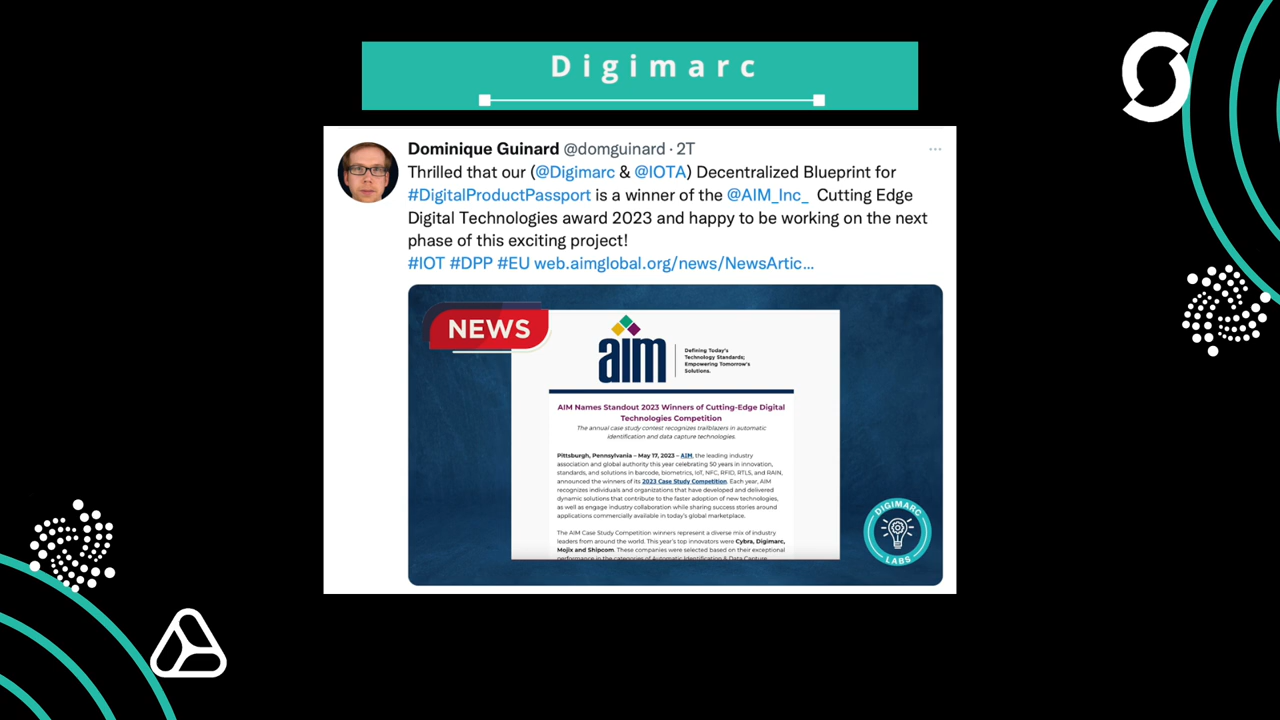 Digimarc
Dominique Guinard @domguinard · 2T
Thrilled that our (@Digimarc & @IOTA) Decentralized Blueprint for
#DigitalProductPassport is a winner of the @AIM_Inc_ Cutting Edge
Digital Technologies award 2023 and happy to be working on the next
phase of this exciting project!
#IOT #DPP #EU web.aimglobal.org/news/NewsArtic...
NEWS
aim
Defining Today's
Technology Standards;
Empowering Tomorrow's
Solutions.
AIM Names Standout 2023 Winners of Cutting-Edge Digital
Technologies Competition
The annual case study contest recognizes trailblazers in automatic
identification and data capture technologies.
Pittsburgh, Pennsylvania – May 17, 2023 – AIM, the leading industry
association and global authority this year celebrating 50 years in innovation,
standards, and solutions in barcode, biometrics, IoT, NFC, RFID, RTLS, and RAIN,
announced the winners of its 2023 Case Study Competition. Each year, AIM
recognizes individuals and organizations that have developed and delivered
dynamic solutions that contribute to the faster adoption of new technologies,
as well as engage industry collaboration while sharing success stories around
applications commercially available in today's global marketplace.
The AIM Case Study Competition winners represent a diverse mix of industry
leaders from around the world. This year's top innovators were Cybra, Digimarc,
Mojix and Shipcom. These companies were selected based on their exceptional
performance in the categories of Automatic Identification & Data Capture
DIGIMARC
LABS